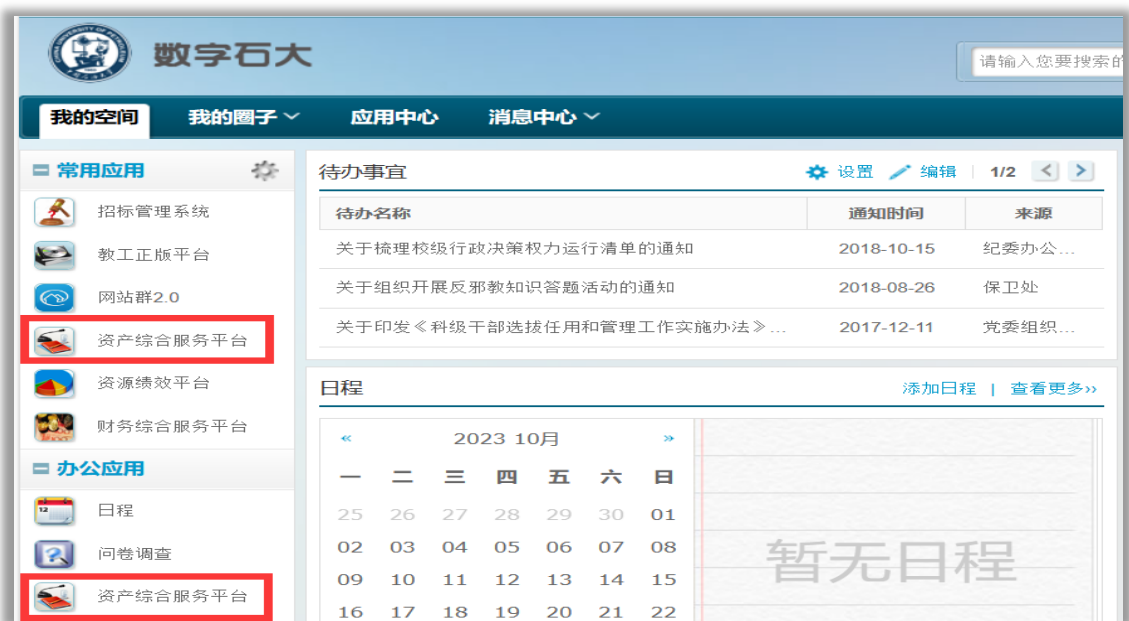 数字石大
请输入您要搜索的
我的空间 我的圈子 应用中心 消息中心
常用应用
招标管理系统
教工正版平台
网站群2.0
资产综合服务平台
资源绩效平台
财务综合服务平台
办公应用
日程
问卷调查
资产综合服务平台
待办事宜 设置 编辑 1/2 < >
待办名称 通知时间 来源
关于梳理校级行政决策权力运行清单的通知 2018-10-15 纪委办公...
关于组织开展反邪教知识答题活动的通知 2018-08-26 保卫处
关于印发《科级干部选拔任用和管理工作实施办法》... 2017-12-11 党委组织...
日程 添加日程 | 查看更多››
« 2023 10月 »
一 二 三 四 五 六 日
25 26 27 28 29 30 01
02 03 04 05 06 07 08
09 10 11 12 13 14 15
16 17 18 19 20 21 22
暂无日程